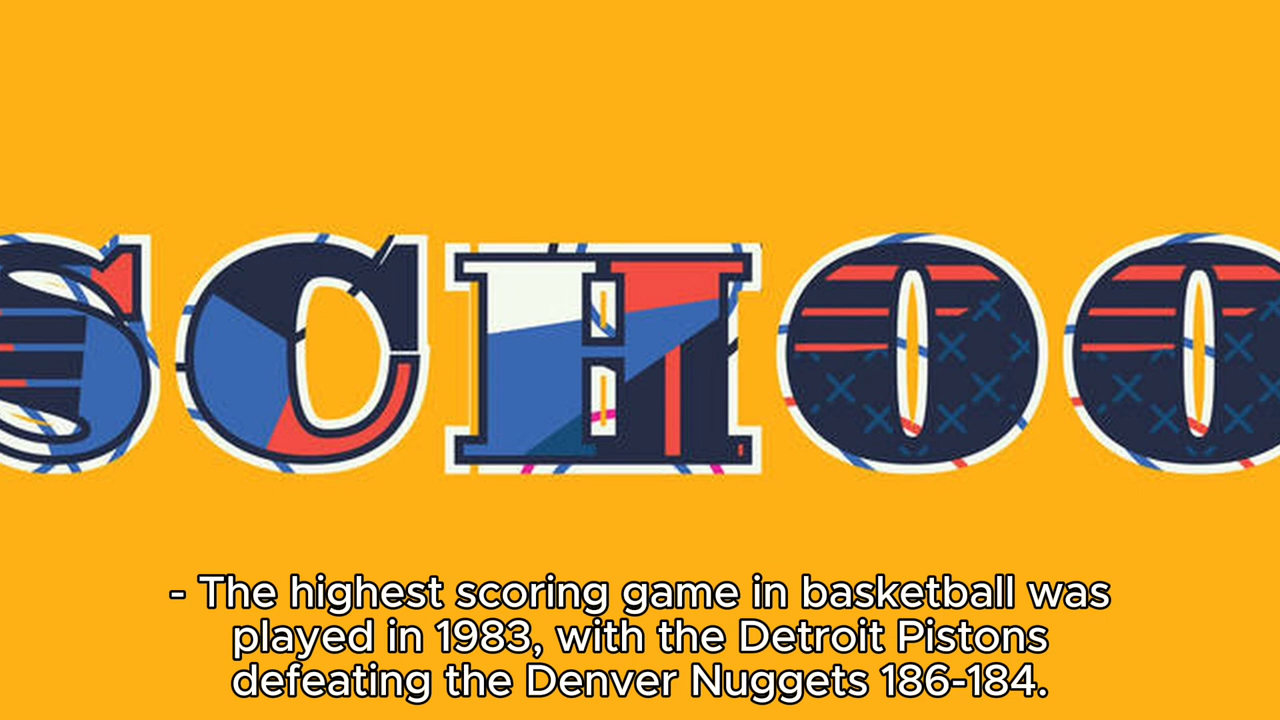 SCHOO
- The highest scoring game in basketball was
played in 1983, with the Detroit Pistons
defeating the Denver Nuggets 186-184.